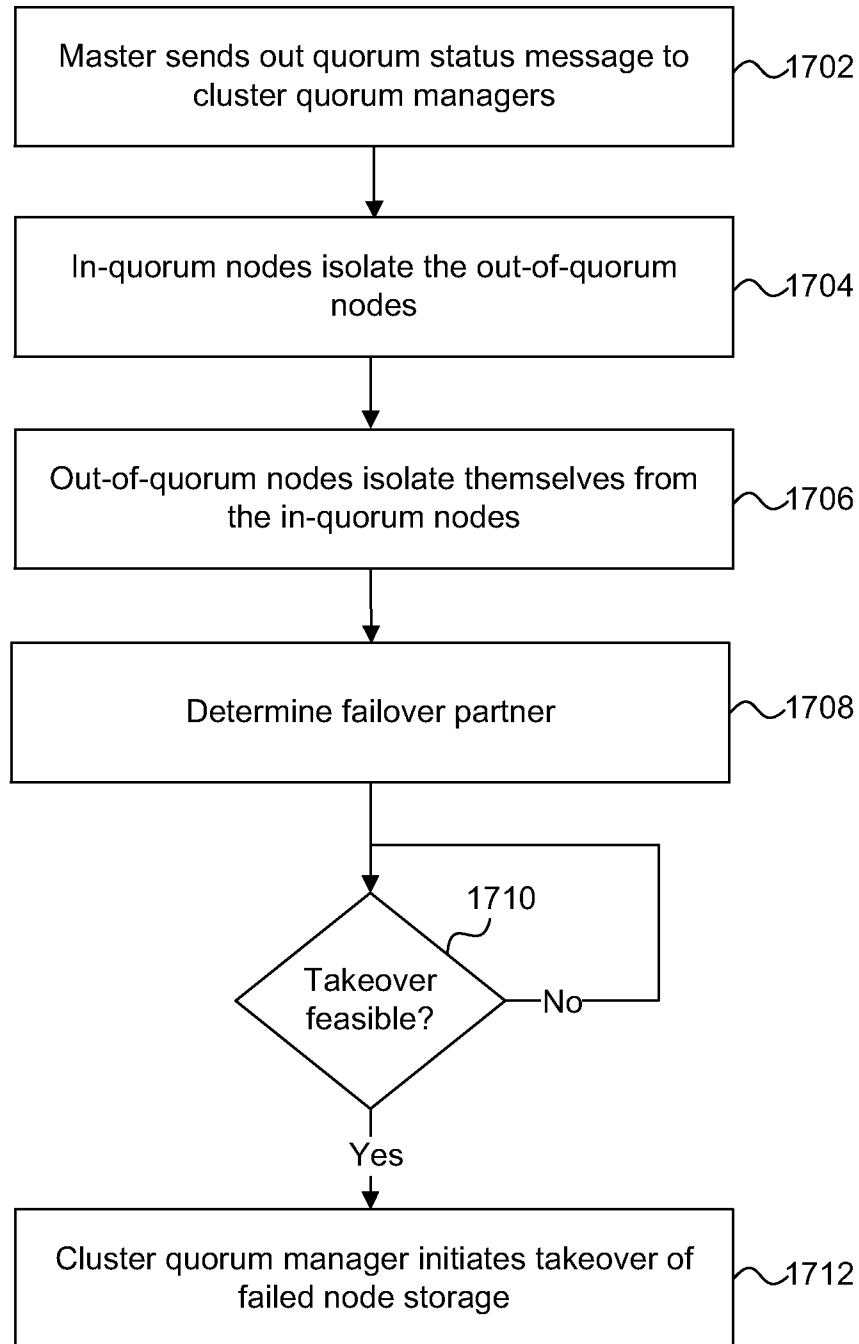 Master sends out quorum status message to
cluster quorum managers
1702
In-quorum nodes isolate the out-of-quorum
nodes
1704
Out-of-quorum nodes isolate themselves from
the in-quorum nodes
1706
Determine failover partner
1708
1710
Takeover
feasible?
No
Yes
Cluster quorum manager initiates takeover of
failed node storage
1712